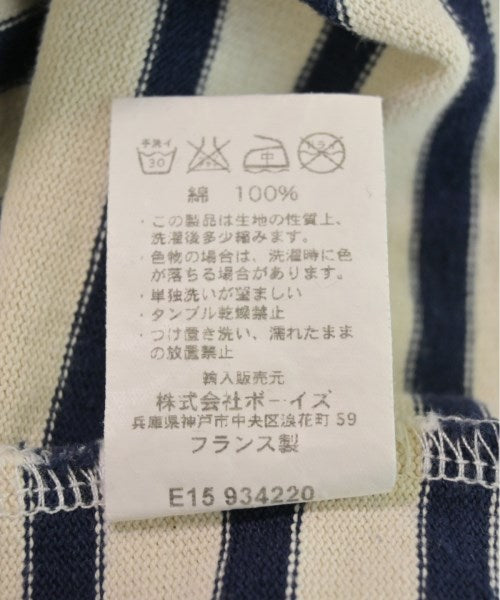 手洗イ
30
中
ドライ
綿 100%
・この製品は生地の性質上、
洗濯後多少縮みます。
・色物の場合は、洗濯時に色
が落ちる場合があります。
・単独洗いが望ましい
・タンブル乾燥禁止
・つけ置き洗い、濡れたまま
の放置禁止
輸入販売元
株式会社ボーイズ
兵庫県神戸市中央区浪花町 59
フランス製
E15 934220